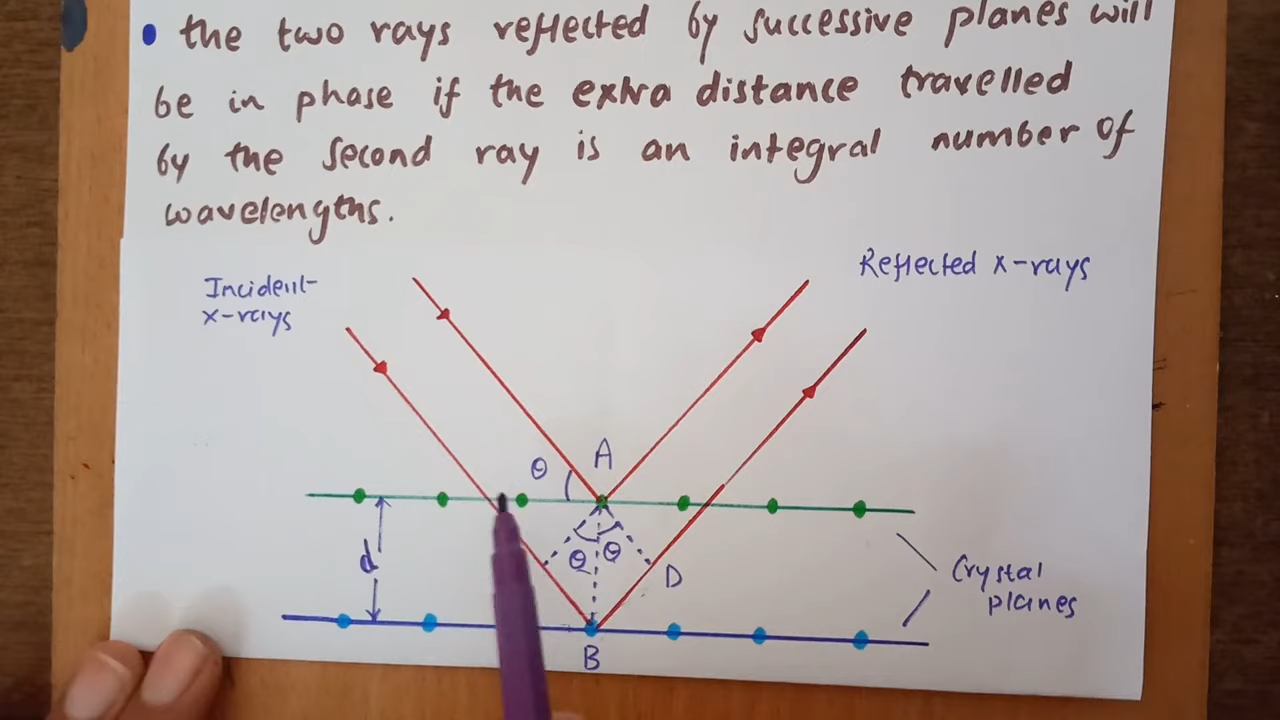 • the two rays reflected by successive planes will
be in phase if the extra distance travelled
by the second ray is an integral number of
wavelengths.
Incident
x-rays
Reflected x-rays
θ
A
d
θ
θ
D
B
Crystal
planes